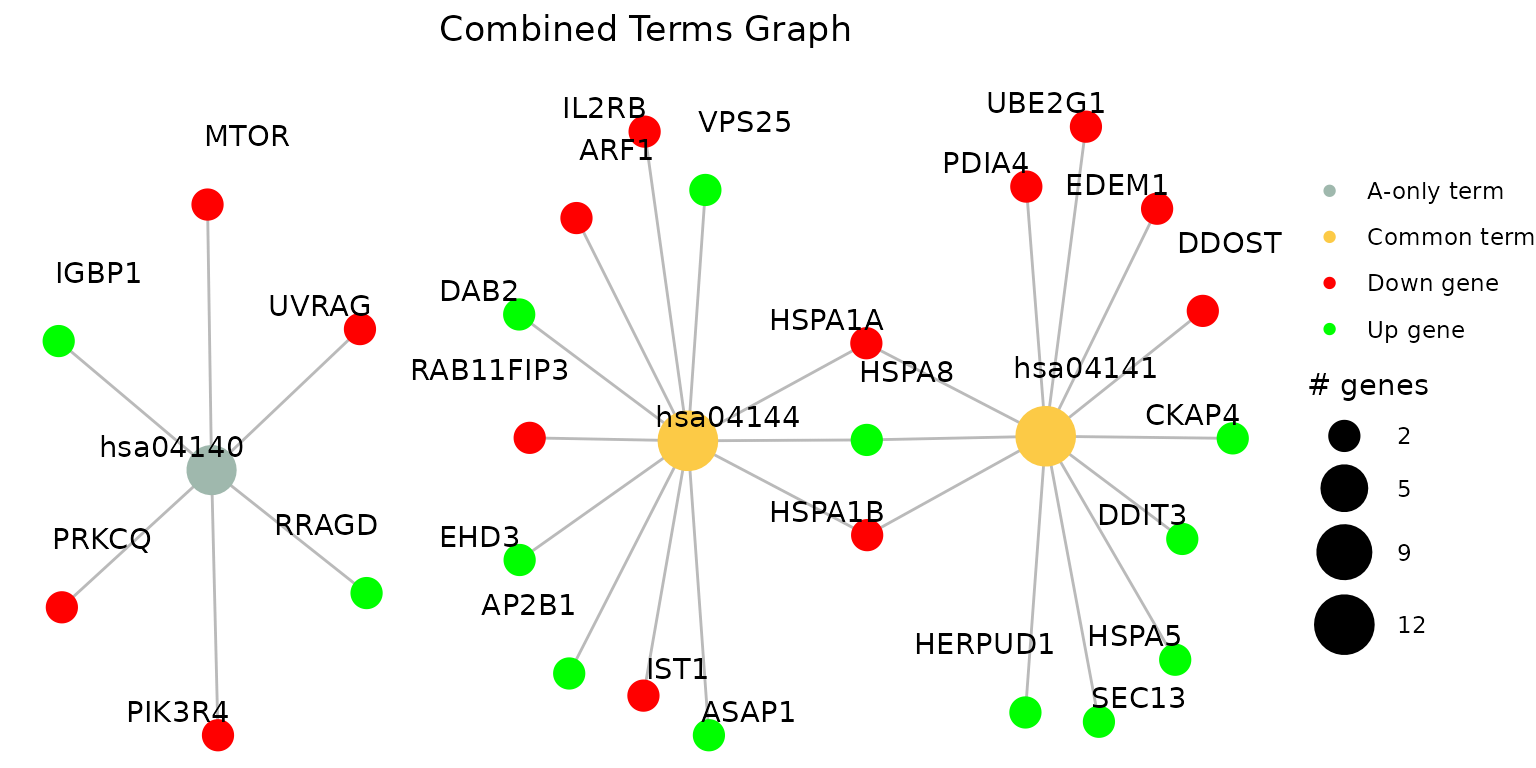 Combined Terms Graph
MTOR
IGBP1
UVRAG
hsa04140
PRKCQ
RRAGD
PIK3R4
IL2RB
VPS25
ARF1
DAB2
RAB11FIP3
hsa04144
EHD3
AP2B1
IST1
ASAP1
HSPA1A
HSPA8
HSPA1B
UBE2G1
PDIA4
EDEM1
DDOST
hsa04141
CKAP4
DDIT3
HERPUD1
HSPA5
SEC13
A-only term
Common term
Down gene
Up gene
# genes
2
5
9
12